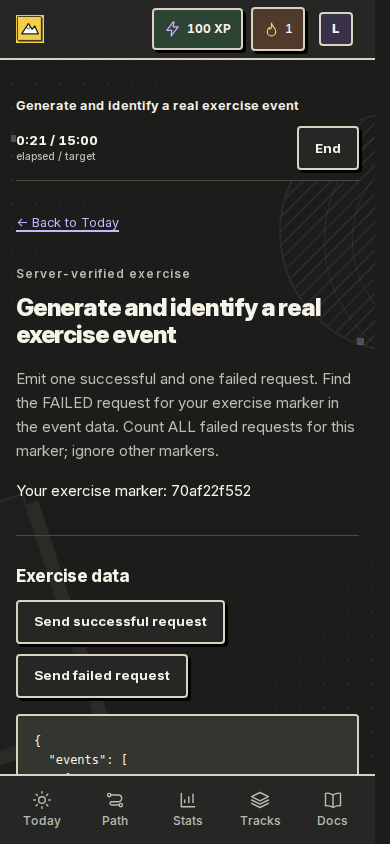 100 XP
1
L
Generate and identify a real exercise event
0:21 / 15:00
elapsed / target
End
← Back to Today
Server-verified exercise
Generate and identify a real
exercise event
Emit one successful and one failed request. Find
the FAILED request for your exercise marker in
the event data. Count ALL failed requests for this
marker; ignore other markers.
Your exercise marker: 70af22f552
Exercise data
Send successful request
Send failed request
{
"events": [
Today
Path
Stats
Tracks
Docs